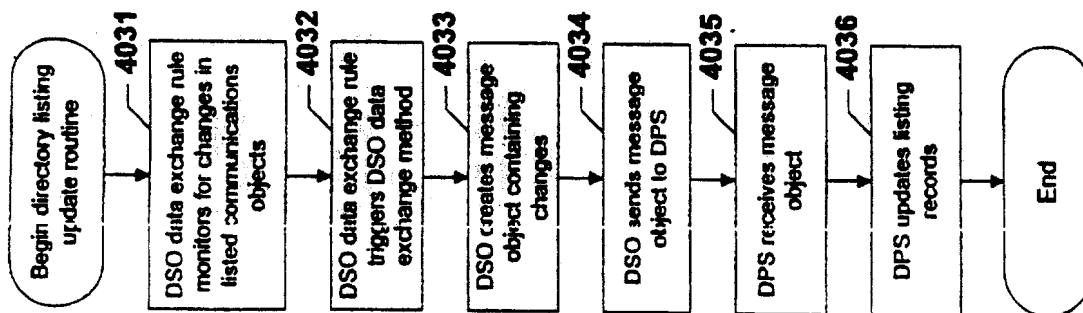 Begin directory listing
update routine
4031
DSO data exchange rule
monitors for changes in
listed communications
objects
4032
DSO data exchange rule
triggers DSO data
exchange method
4033
DSO creates message
object containing
changes
4034
DSO sends message
object to DPS
4035
DPS receives message
object
4036
DPS updates listing
records
End